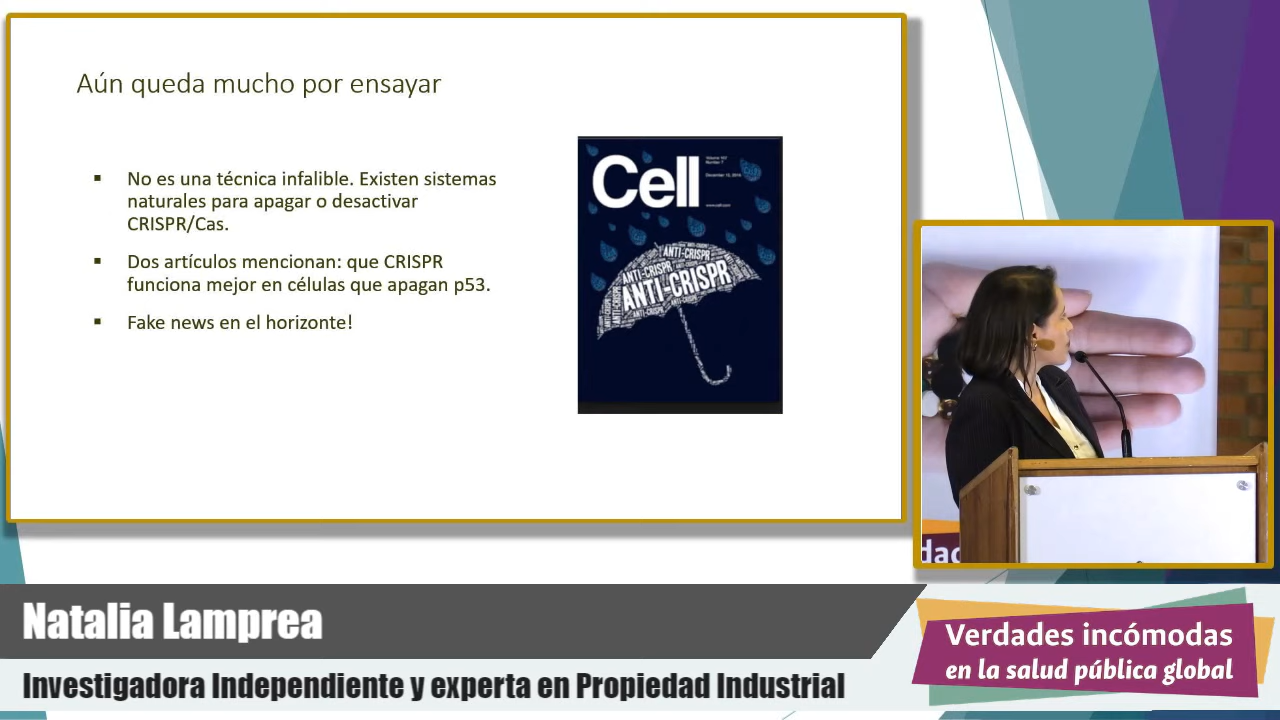 Aún queda mucho por ensayar
No es una técnica infalible. Existen sistemas
naturales para apagar o desactivar
CRISPR/Cas.
Dos artículos mencionan: que CRISPR
funciona mejor en células que apagan p53.
Fake news en el horizonte!
Cell
ANTI-CRISPR
ANTI-CRISPR
ANTI-CRISPR
dad
Natalia Lamprea
Investigadora Independiente y experta en Propiedad Industrial
Verdades incómodas
en la salud pública global